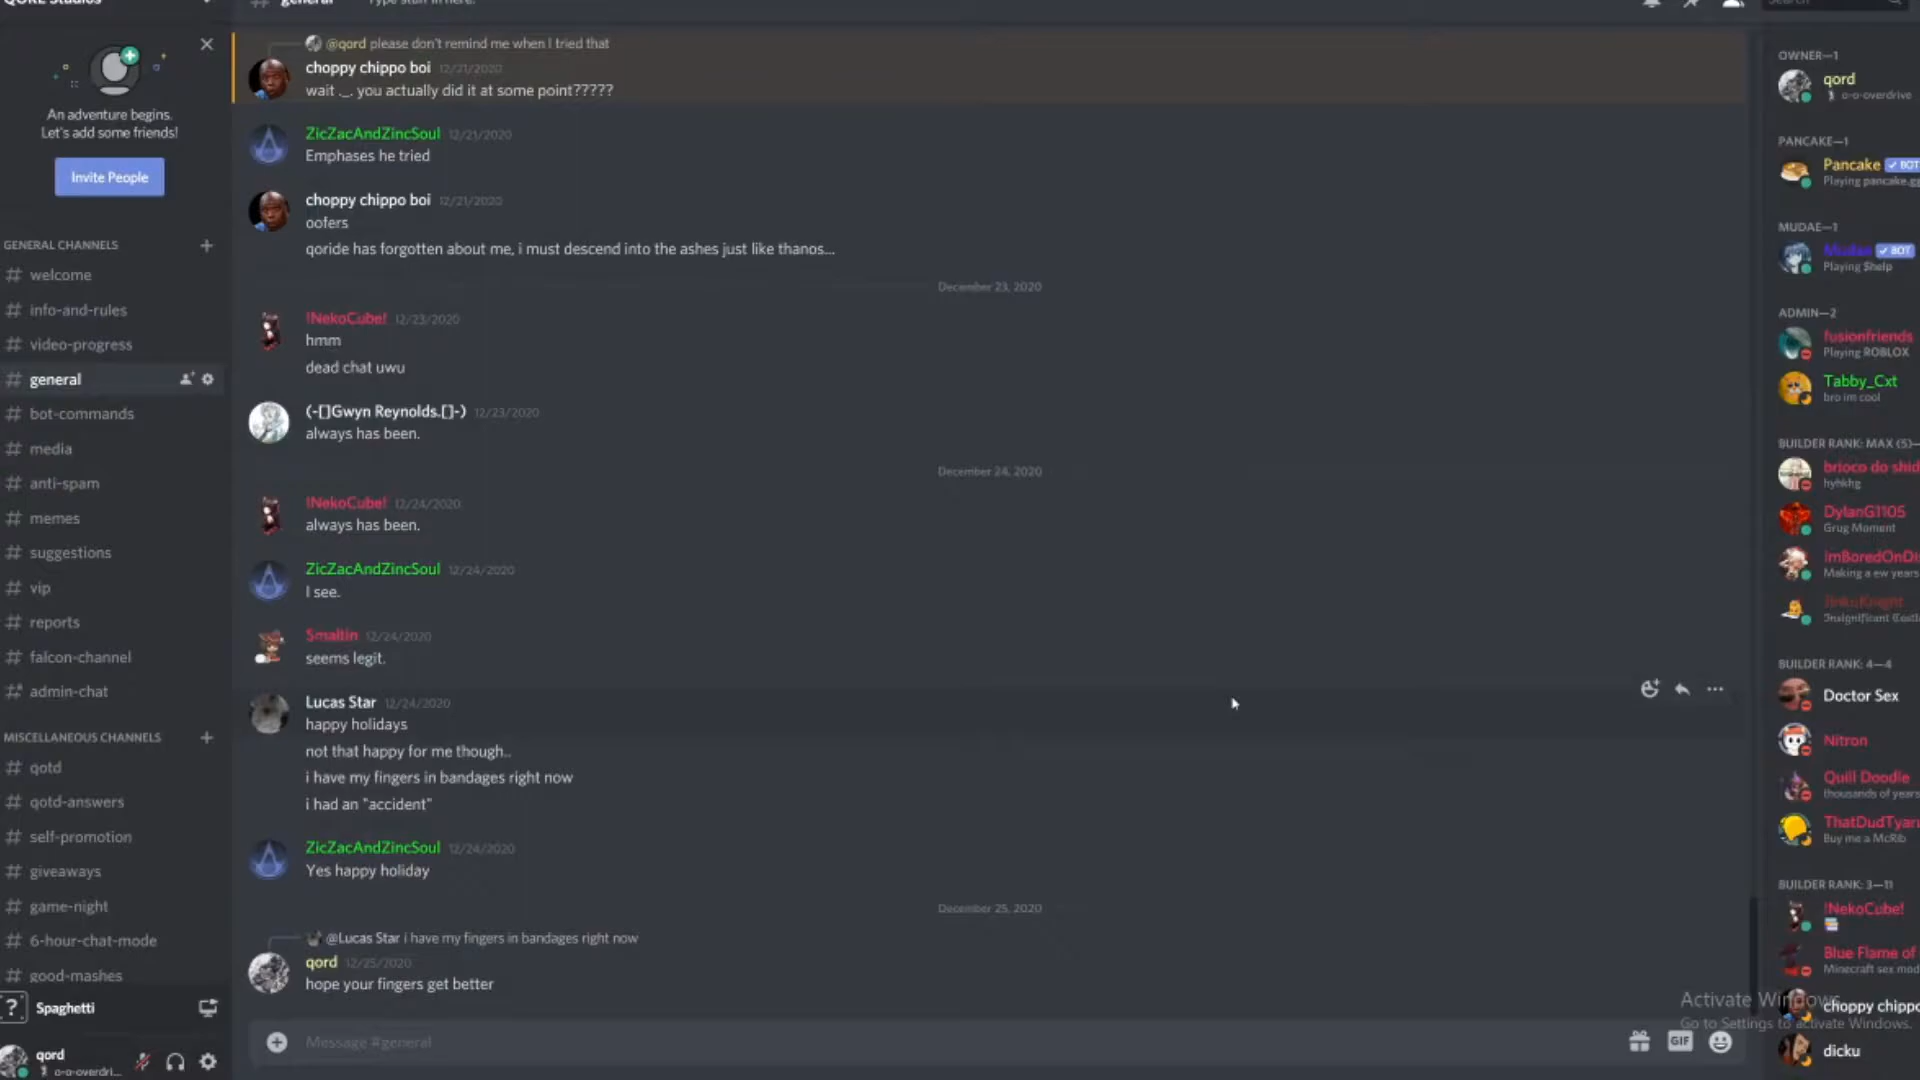 QORE Studios
general
Type stuff in here.
Search
An adventure begins.
Let's add some friends!
Invite People
GENERAL CHANNELS
welcome
info-and-rules
video-progress
general
bot-commands
media
anti-spam
memes
suggestions
vip
reports
falcon-channel
admin-chat
MISCELLANEOUS CHANNELS
qotd
qotd-answers
self-promotion
giveaways
game-night
6-hour-chat-mode
good-mashes
Spaghetti
qord
o-o-overdri...
@qord please don't remind me when I tried that
choppy chippo boi 12/21/2020
wait ._. you actually did it at some point?????
ZicZacAndZincSoul 12/21/2020
Emphases he tried
choppy chippo boi 12/21/2020
oofers
qoride has forgotten about me, i must descend into the ashes just like thanos...
December 23, 2020
!NekoCube! 12/23/2020
hmm
dead chat uwu
(-[]Gwyn Reynolds.[]-) 12/23/2020
always has been.
December 24, 2020
!NekoCube! 12/24/2020
always has been.
ZicZacAndZincSoul 12/24/2020
I see.
Smaltin 12/24/2020
seems legit.
Lucas Star 12/24/2020
happy holidays
not that happy for me though..
i have my fingers in bandages right now
i had an "accident"
ZicZacAndZincSoul 12/24/2020
Yes happy holiday
December 25, 2020
@Lucas Star i have my fingers in bandages right now
qord 12/25/2020
hope your fingers get better
Message #general
GIF
OWNER—1
qord
o-o-overdrive
PANCAKE—1
Pancake ✓ BOT
Playing pancake.gg
MUDAE—1
Mudae ✓ BOT
Playing $help
ADMIN—2
fusionfriends
Playing ROBLOX
Tabby_Cxt
bro im cool
BUILDER RANK: MAX (5)—
brioco do shid
hyhkhg
DylanG1105
Grug Moment
ImBoredOnDi
Making a few years
JinkuKnight
BUILDER RANK: 4—4
Doctor Sex
Nitron
Quill Doodle
thousands of years
ThatDudTyaru
Buy me a McRib
BUILDER RANK: 3—11
!NekoCube!
Blue Flame of
Minecraft sex mod
choppy chippo
dicku
Activate Windows
Go to Settings to activate Windows.